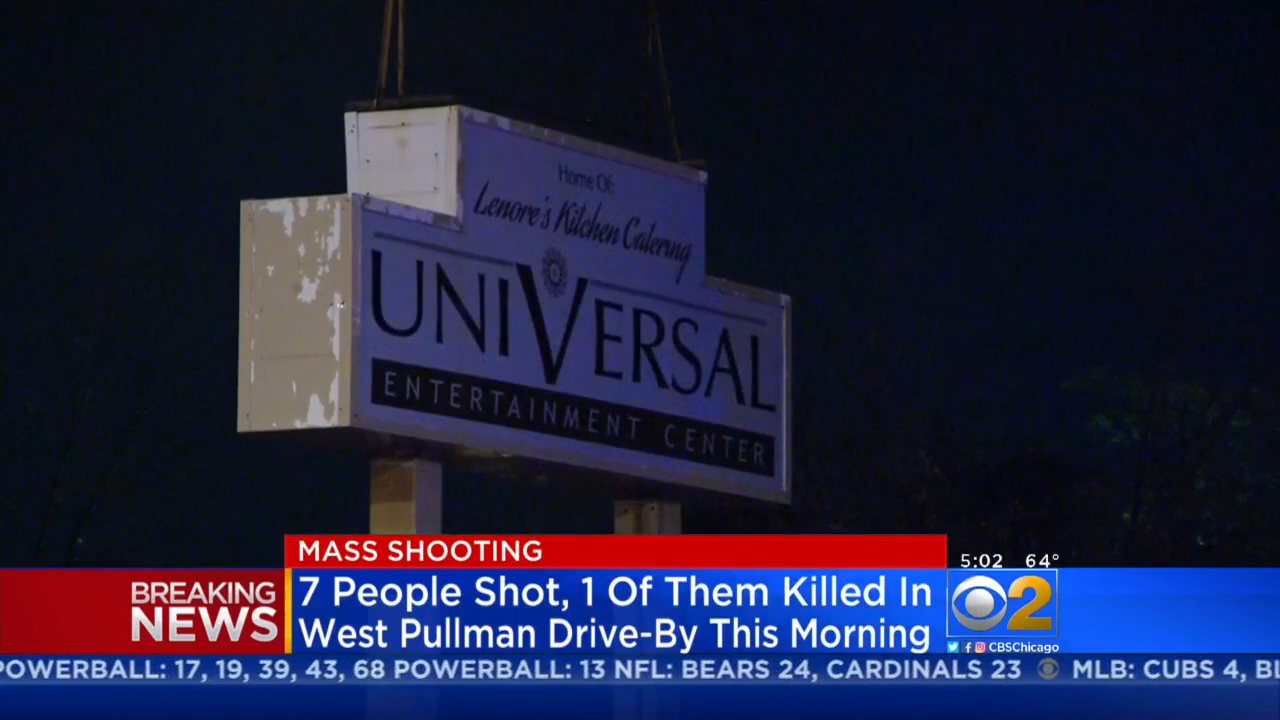 Home Of:
Lenore's Kitchen Catering
UNIVERSAL
ENTERTAINMENT CENTER
MASS SHOOTING
BREAKING
NEWS
7 People Shot, 1 Of Them Killed In
West Pullman Drive-By This Morning
5:02 64°
2
CBSChicago
POWERBALL: 17, 19, 39, 43, 68 POWERBALL: 13 NFL: BEARS 24, CARDINALS 23 MLB: CUBS 4,